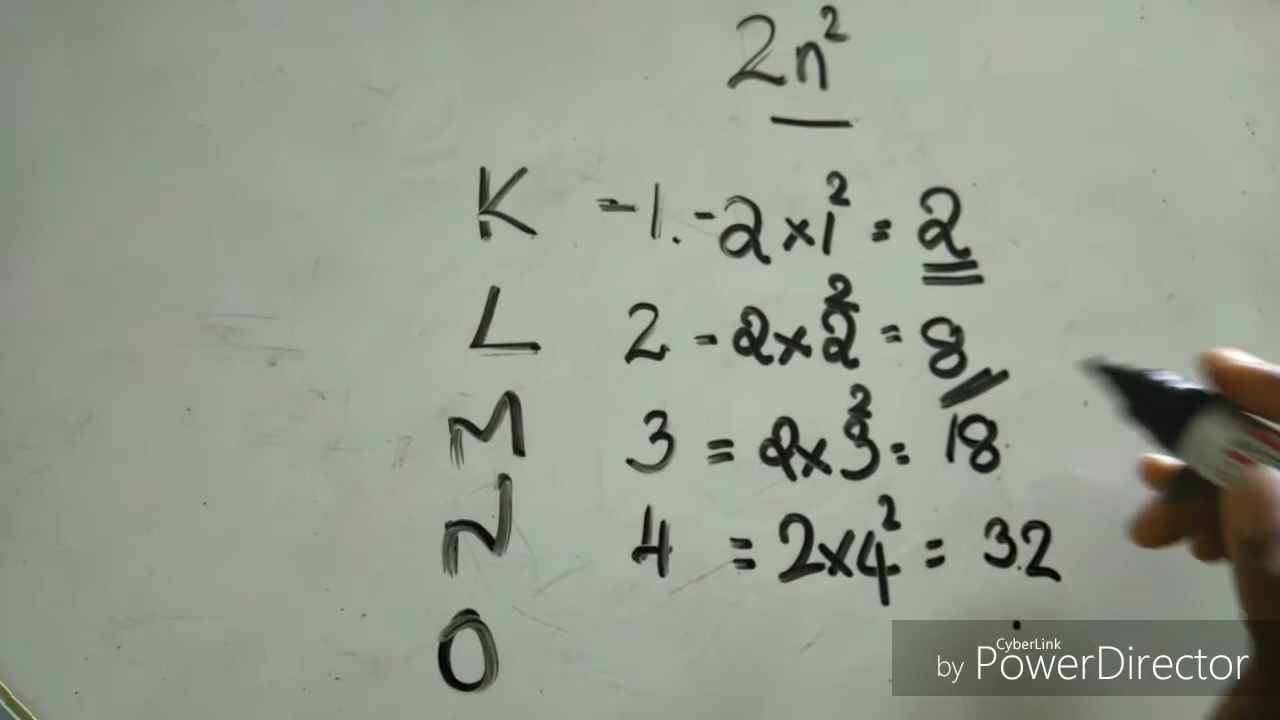 2n²
K - 1. - 2 × 1² = 2
L 2 - 2 × 2² = 8
M 3 = 2 × 3² = 18
N 4 = 2 × 4² = 32
O
CyberLink
by PowerDirector